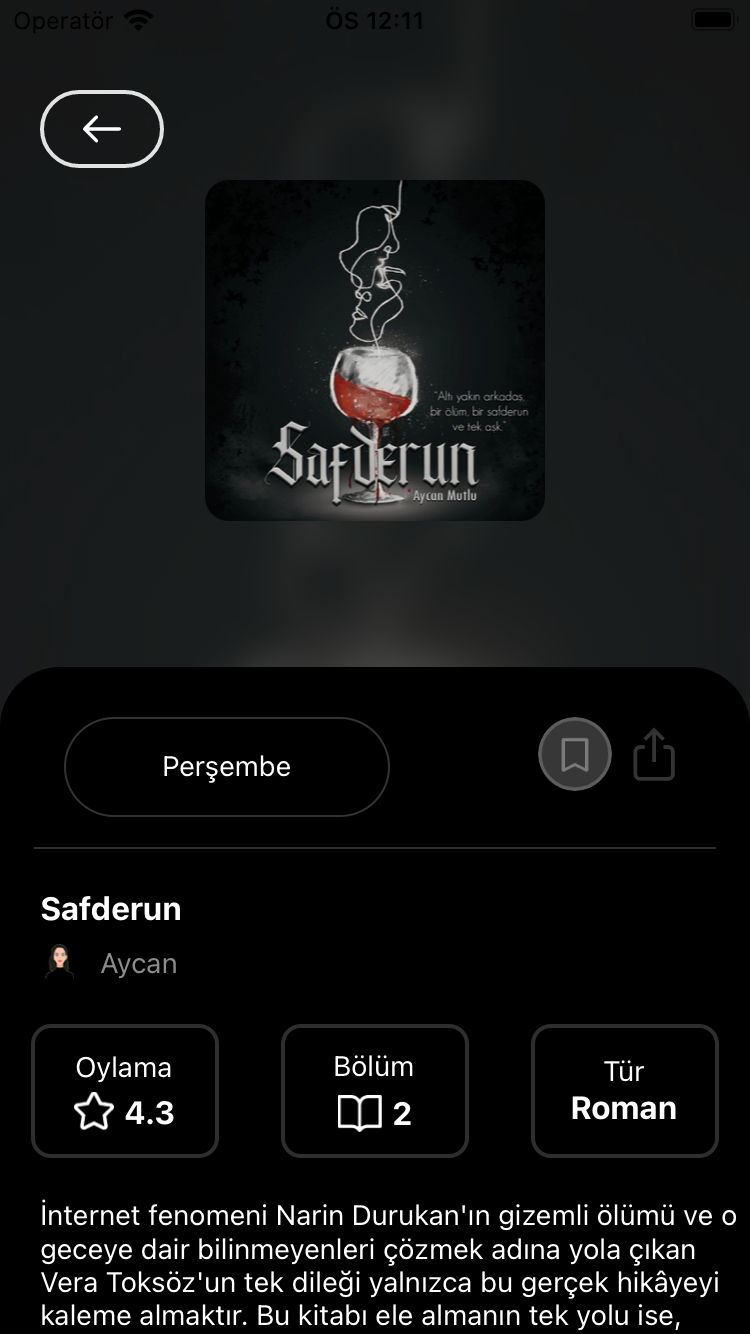 Operatör
ÖS 12:11
"Altı yakın arkadaş,
bir ölüm, bir safderun
ve tek aşk."
Safderun
Aycan Mutlu
Perşembe
Safderun
Aycan
Oylama
4.3
Bölüm
2
Tür
Roman
İnternet fenomeni Narin Durukan'ın gizemli ölümü ve o
geceye dair bilinmeyenleri çözmek adına yola çıkan
Vera Toksöz'un tek dileği yalnızca bu gerçek hikâyeyi
kaleme almaktır. Bu kitabı ele almanın tek yolu ise,